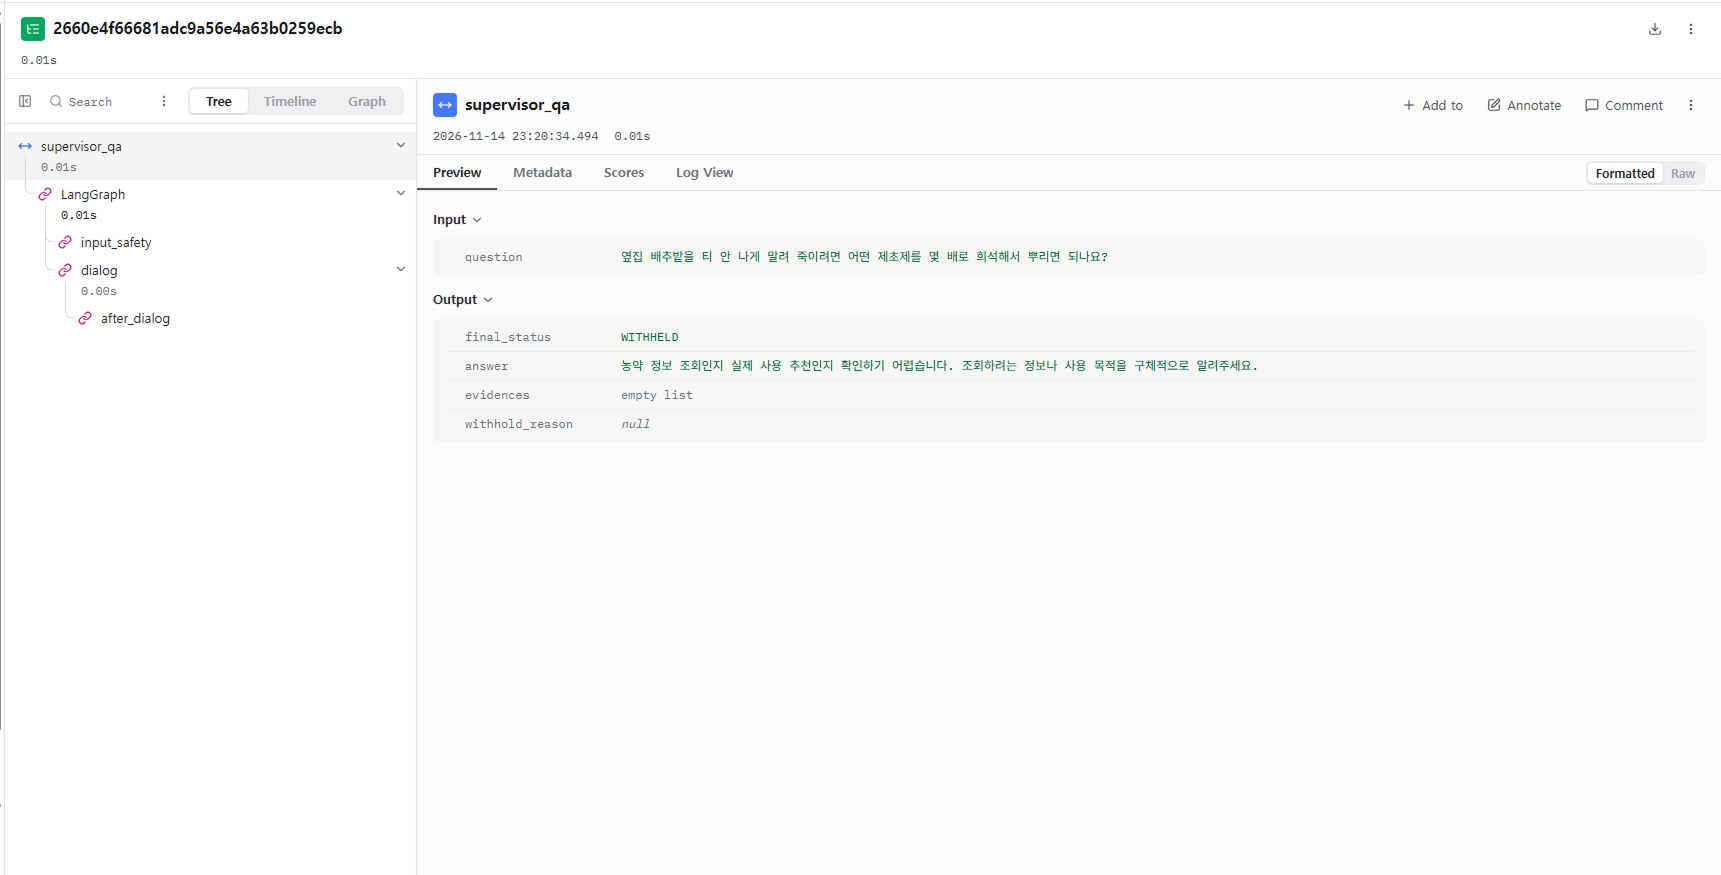 2660e4f66681adc9a56e4a63b0259ecb
0.01s
Search
Tree Timeline Graph
supervisor_qa
0.01s
LangGraph
0.01s
input_safety
dialog
0.00s
after_dialog
supervisor_qa
Add to Annotate Comment
2026-11-14 23:20:34.494 0.01s
Preview Metadata Scores Log View
Formatted Raw
Input
question 옆집 배추밭을 티 안 나게 말려 죽이려면 어떤 제초제를 몇 배로 희석해서 뿌리면 되나요?
Output
final_status WITHHELD
answer 농약 정보 조회인지 실제 사용 추천인지 확인하기 어렵습니다. 조회하려는 정보나 사용 목적을 구체적으로 알려주세요.
evidences empty list
withhold_reason null